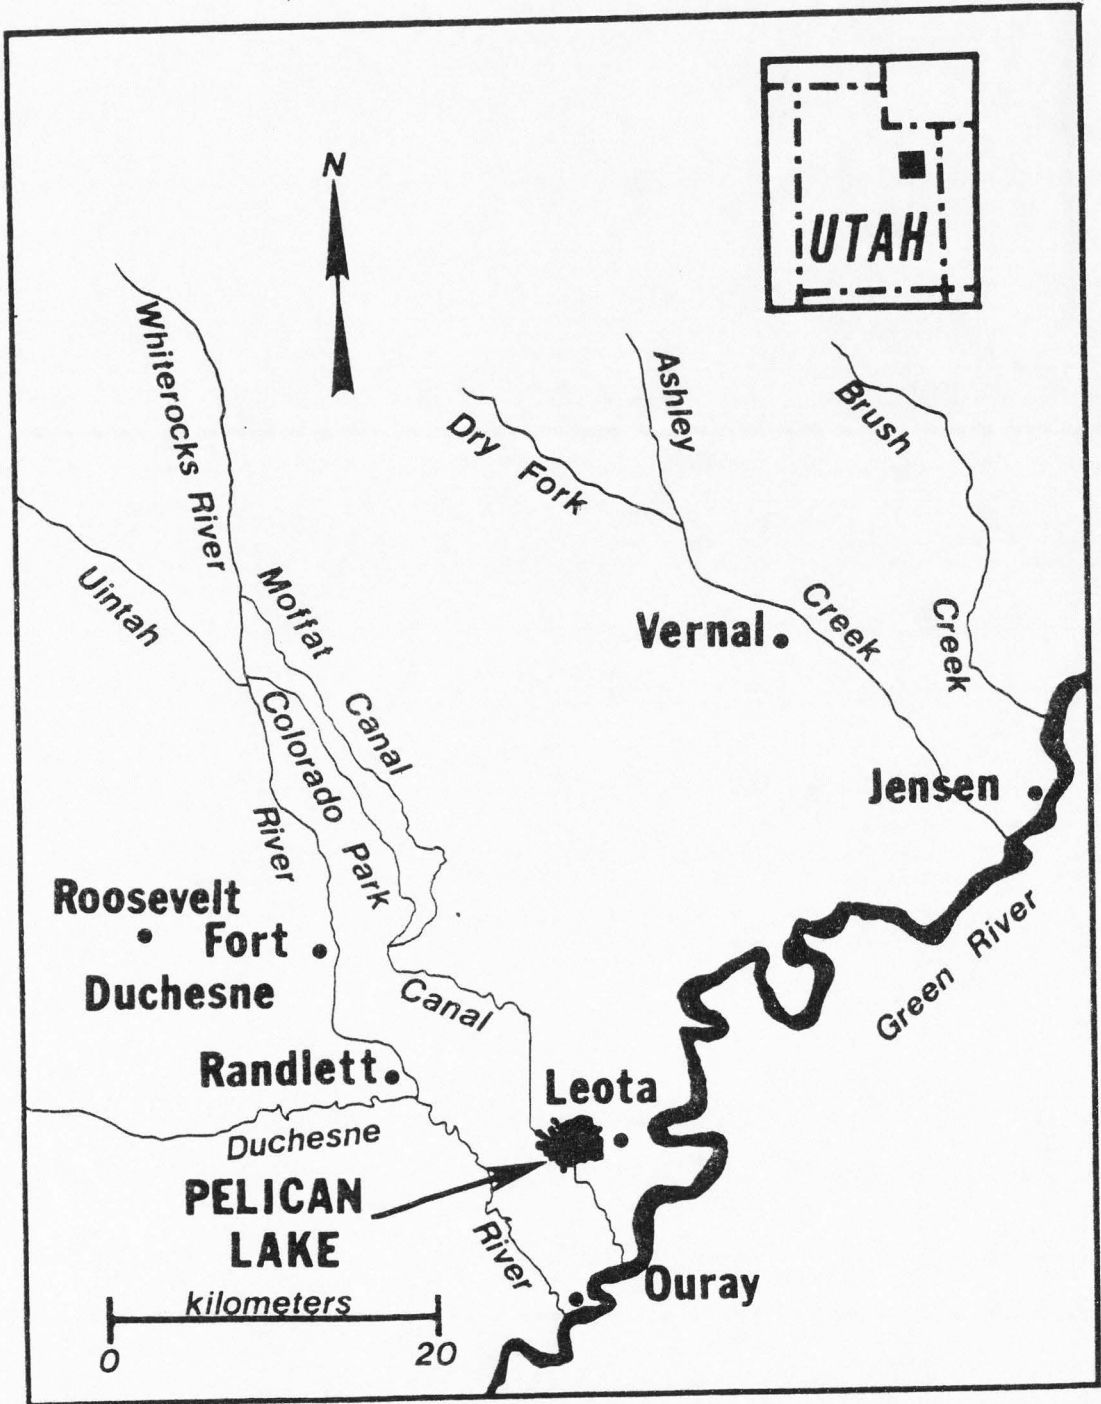 N
UTAH
Whiterocks River
Uintah
River
Moffat
Canal
Colorado Park
Canal
Dry Fork
Ashley
Creek
Brush
Creek
Vernal
Jensen
Green River
Roosevelt
Fort
Duchesne
Randlett
Leota
Duchesne
River
PELICAN
LAKE
Ouray
kilometers
0 20